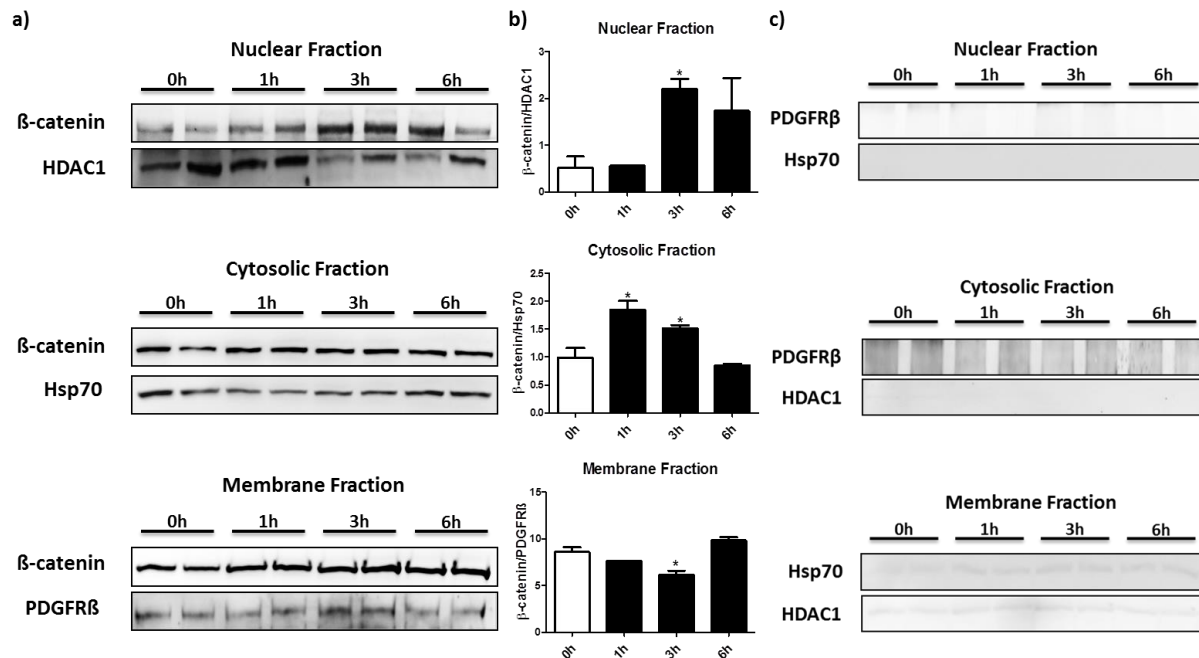 a)
Nuclear Fraction
0h 1h 3h 6h
ß-catenin
HDAC1
Cytosolic Fraction
0h 1h 3h 6h
ß-catenin
Hsp70
Membrane Fraction
0h 1h 3h 6h
ß-catenin
PDGFRß
b)
Nuclear Fraction
β-catenin/HDAC1
3
2
1
0
*
0h 1h 3h 6h
Cytosolic Fraction
β-catenin/Hsp70
2.5
2.0
1.5
1.0
0.5
0.0
* *
0h 1h 3h 6h
Membrane Fraction
β-catenin/PDGFRß
15
10
5
0
*
0h 1h 3h 6h
c)
Nuclear Fraction
0h 1h 3h 6h
PDGFRβ
Hsp70
Cytosolic Fraction
0h 1h 3h 6h
PDGFRβ
HDAC1
Membrane Fraction
0h 1h 3h 6h
Hsp70
HDAC1